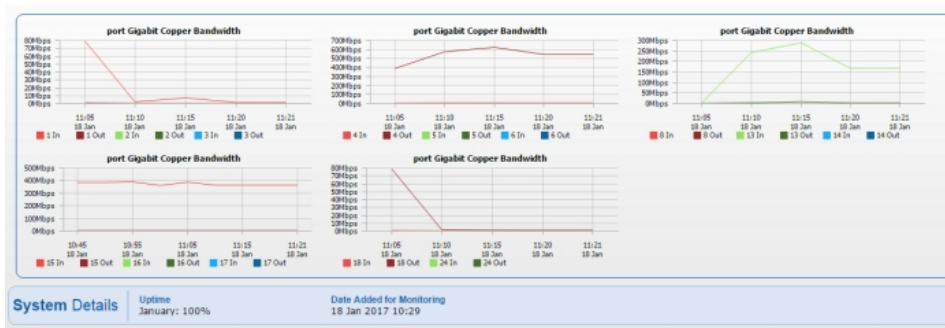 port Gigabit Copper Bandwidth
80Mbps
70Mbps
60Mbps
50Mbps
40Mbps
30Mbps
20Mbps
10Mbps
0Mbps
11:05 11:10 11:15 11:20 11:21
18 Jan 18 Jan 18 Jan 18 Jan 18 Jan
1 In 1 Out 2 In 2 Out 3 In 3 Out
port Gigabit Copper Bandwidth
700Mbps
600Mbps
500Mbps
400Mbps
300Mbps
200Mbps
100Mbps
0Mbps
11:05 11:10 11:15 11:20 11:21
18 Jan 18 Jan 18 Jan 18 Jan 18 Jan
4 In 4 Out 5 In 5 Out 6 In 6 Out
port Gigabit Copper Bandwidth
300Mbps
250Mbps
200Mbps
150Mbps
100Mbps
50Mbps
0Mbps
11:05 11:10 11:15 11:20 11:21
18 Jan 18 Jan 18 Jan 18 Jan 18 Jan
8 In 8 Out 13 In 13 Out 14 In 14 Out
port Gigabit Copper Bandwidth
500Mbps
400Mbps
300Mbps
200Mbps
100Mbps
0Mbps
10:45 10:55 11:05 11:15 11:21
18 Jan 18 Jan 18 Jan 18 Jan 18 Jan
15 In 15 Out 16 In 16 Out 17 In 17 Out
port Gigabit Copper Bandwidth
80Mbps
70Mbps
60Mbps
50Mbps
40Mbps
30Mbps
20Mbps
10Mbps
0Mbps
11:05 11:10 11:15 11:20 11:21
18 Jan 18 Jan 18 Jan 18 Jan 18 Jan
18 In 18 Out 24 In 24 Out
System Details
Uptime
January: 100%
Date Added for Monitoring
18 Jan 2017 10:29